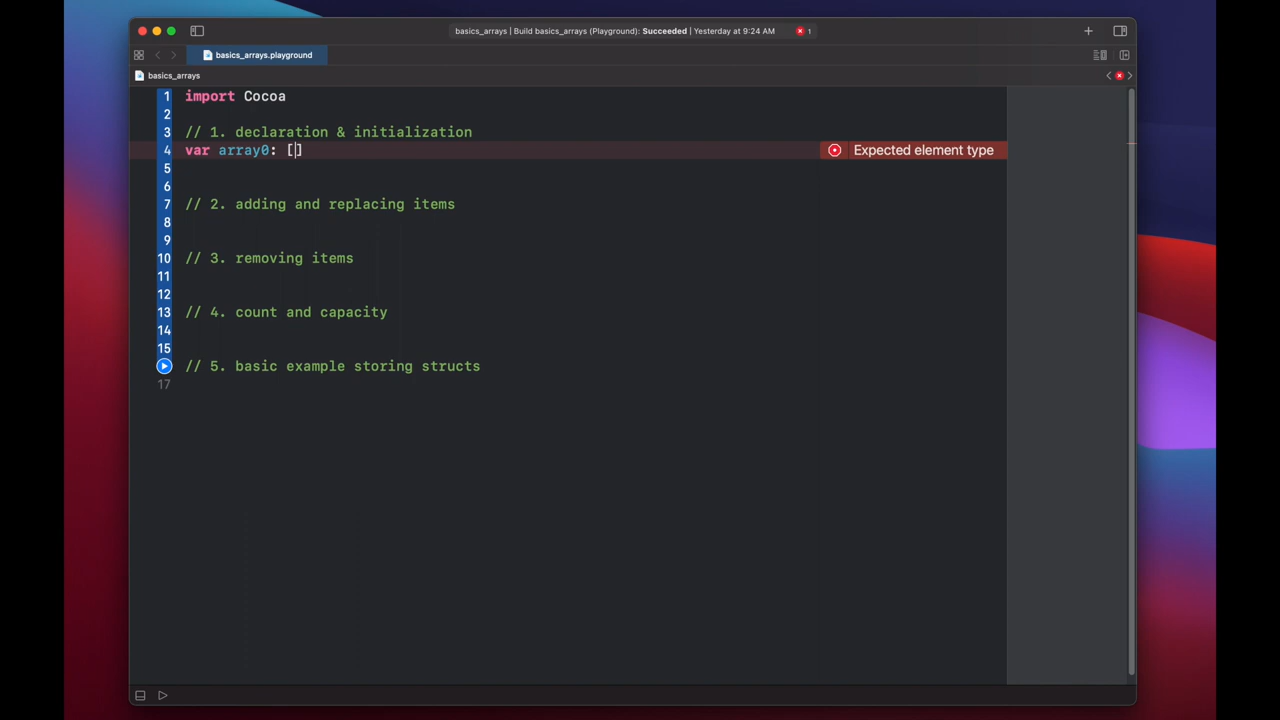 basics_arrays | Build basics_arrays (Playground): Succeeded | Yesterday at 9:24 AM 1
basics_arrays.playground
basics_arrays
1 import Cocoa
2
3 // 1. declaration & initialization
4 var array0: [] Expected element type
5
6
7 // 2. adding and replacing items
8
9
10 // 3. removing items
11
12
13 // 4. count and capacity
14
15
// 5. basic example storing structs
17